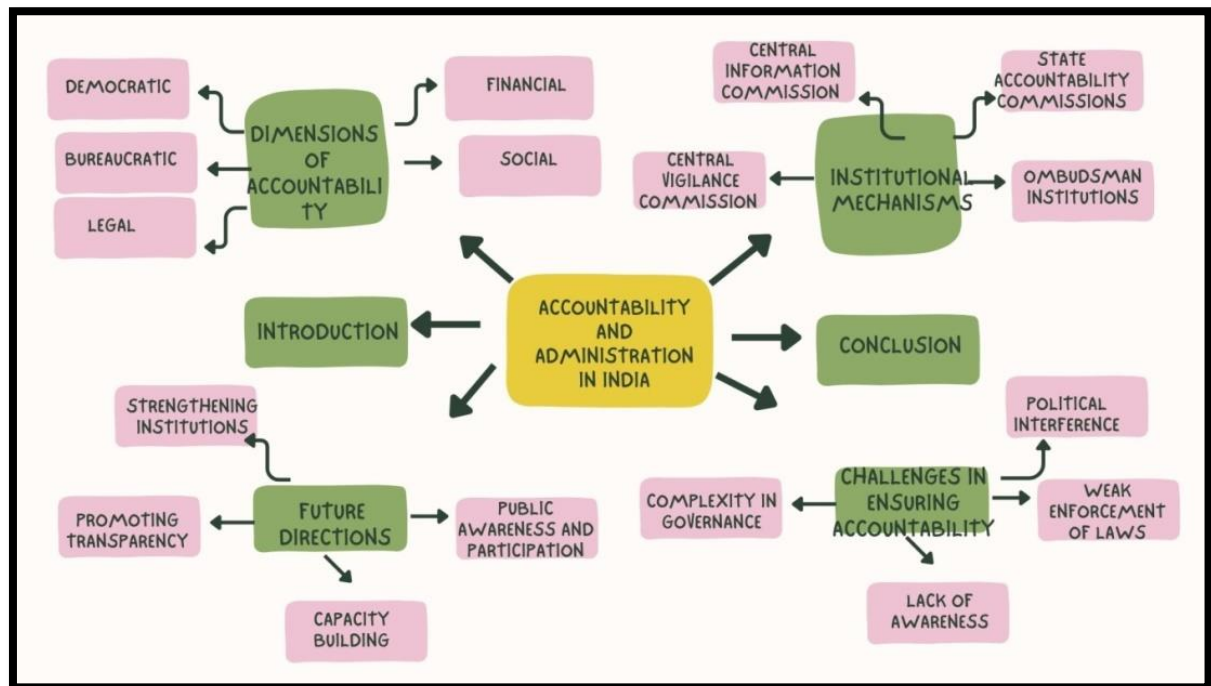 DEMOCRATIC
BUREAUCRATIC
LEGAL
DIMENSIONS
OF
ACCOUNTABILI
TY
FINANCIAL
SOCIAL
CENTRAL
INFORMATION
COMMISSION
STATE
ACCOUNTABILITY
COMMISSIONS
CENTRAL
VIGILANCE
COMMISSION
INSTITUTIONAL
MECHANISMS
OMBUDSMAN
INSTITUTIONS
INTRODUCTION
ACCOUNTABILITY
AND
ADMINISTRATION
IN INDIA
CONCLUSION
STRENGTHENING
INSTITUTIONS
PROMOTING
TRANSPARENCY
FUTURE
DIRECTIONS
PUBLIC
AWARENESS AND
PARTICIPATION
CAPACITY
BUILDING
POLITICAL
INTERFERENCE
COMPLEXITY IN
GOVERNANCE
CHALLENGES IN
ENSURING
ACCOUNTABILITY
WEAK
ENFORCEMENT
OF LAWS
LACK OF
AWARENESS